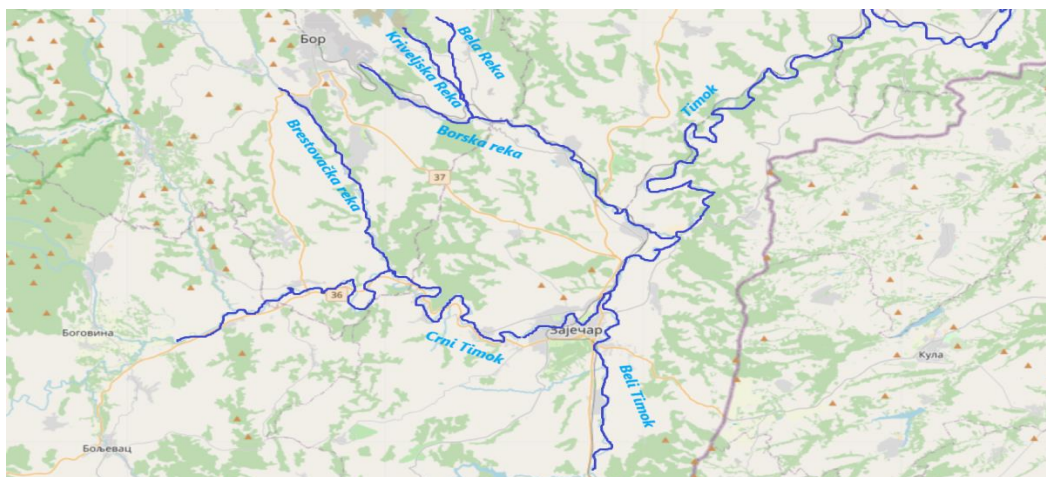 Бор
Kriveljska Reka
Bela Reka
Timok
Borska reka
Brestovačka reka
37
36
Боговина
Зајечар
Crni Timok
Beli Timok
Кула
Бољевац